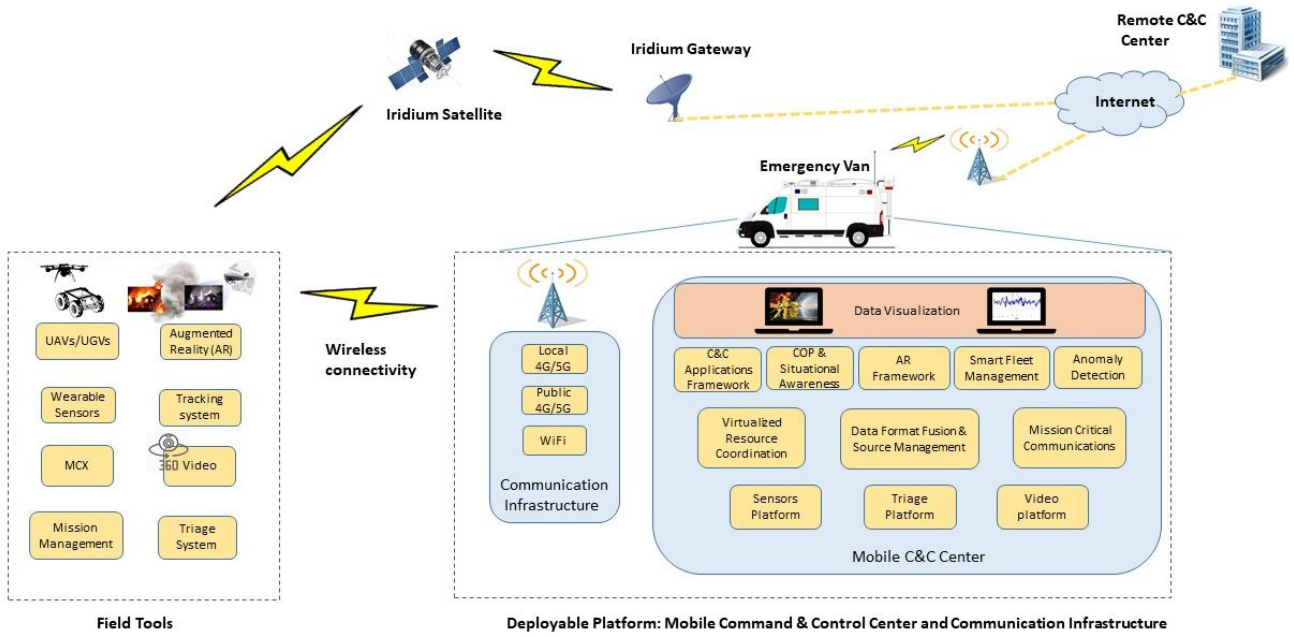 Remote C&C
Center
Iridium Gateway
Internet
Iridium Satellite
Emergency Van
UAVs/UGVs
Augmented
Reality (AR)
Wearable
Sensors
Tracking
system
MCX
360 Video
Mission
Management
Triage
System
Field Tools
Wireless
connectivity
Local
4G/5G
Public
4G/5G
WiFi
Communication
Infrastructure
Data Visualization
C&C
Applications
Framework
COP &
Situational
Awareness
AR
Framework
Smart Fleet
Management
Anomaly
Detection
Virtualized
Resource
Coordination
Data Format Fusion &
Source Management
Mission Critical
Communications
Sensors
Platform
Triage
Platform
Video
platform
Mobile C&C Center
Deployable Platform: Mobile Command & Control Center and Communication Infrastructure